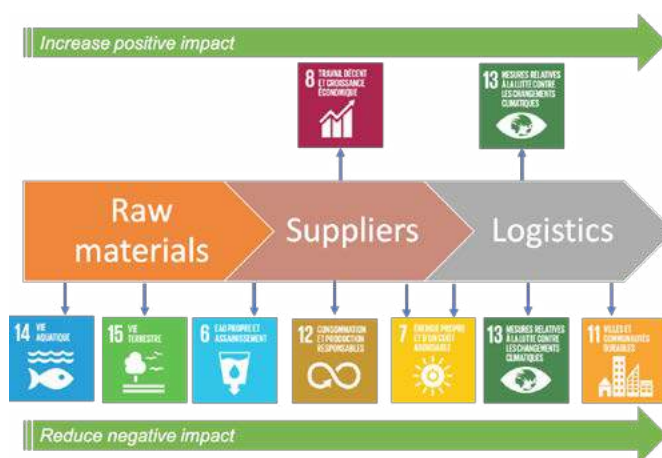 Increase positive impact
8 TRAVAIL DÉCENT
ET CROISSANCE
ÉCONOMIQUE
13 MESURES RELATIVES
À LA LUTTE CONTRE
LES CHANGEMENTS
CLIMATIQUES
Raw
materials
Suppliers
Logistics
14 VIE
AQUATIQUE
15 VIE
TERRESTRE
6 EAU PROPRE ET
ASSAINISSEMENT
12 CONSOMMATION
ET PRODUCTION
RESPONSABLES
7 ÉNERGIE PROPRE
ET D'UN COÛT
ABORDABLE
13 MESURES RELATIVES
À LA LUTTE CONTRE
LES CHANGEMENTS
CLIMATIQUES
11 VILLES ET
COMMUNAUTÉS
DURABLES
Reduce negative impact